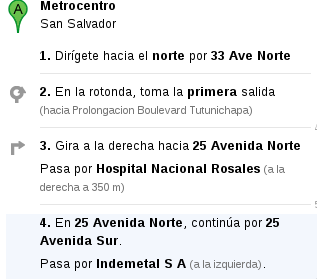 A
Metrocentro
San Salvador
1. Dirígete hacia el norte por 33 Ave Norte
2. En la rotonda, toma la primera salida
(hacia Prolongacion Boulevard Tutunichapa)
3. Gira a la derecha hacia 25 Avenida Norte
Pasa por Hospital Nacional Rosales (a la
derecha a 350 m)
4. En 25 Avenida Norte, continúa por 25
Avenida Sur.
Pasa por Indemetal S A (a la izquierda).